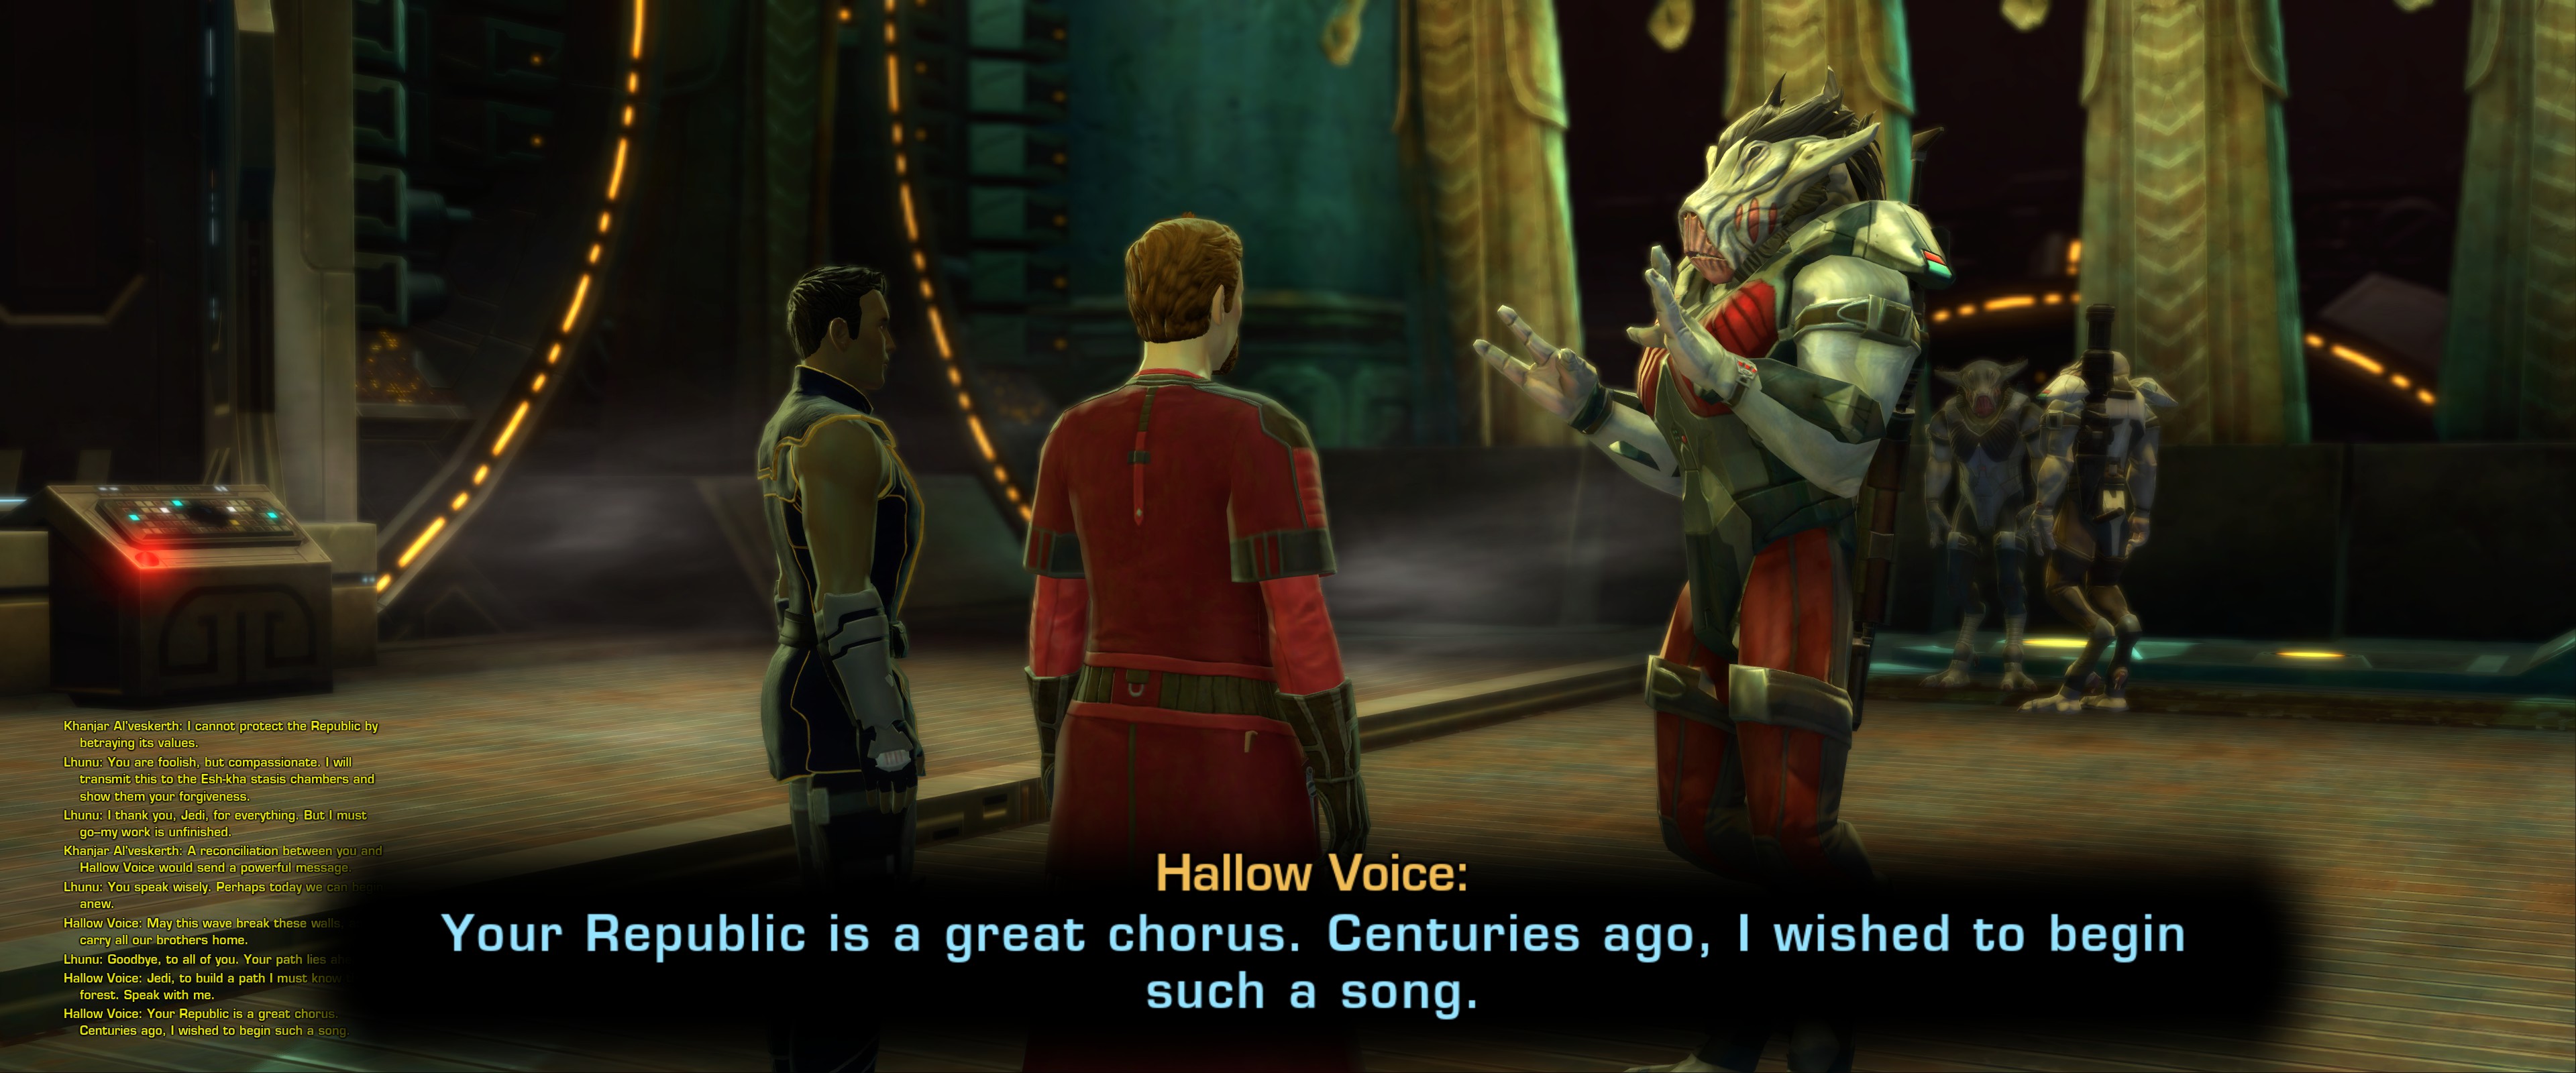 Khanjar Al'veskerth: I cannot protect the Republic by
betraying its values.
Lhunu: You are foolish, but compassionate. I will
transmit this to the Esh-kha stasis chambers and
show them your forgiveness.
Lhunu: I thank you, Jedi, for everything. But I must
go–my work is unfinished.
Khanjar Al'veskerth: A reconciliation between you and
Hallow Voice would send a powerful message.
Lhunu: You speak wisely. Perhaps today we can begin
anew.
Hallow Voice: May this wave break these walls,
carry all our brothers home.
Lhunu: Goodbye, to all of you. Your path lies
Hallow Voice: Jedi, to build a path I must know
forest. Speak with me.
Hallow Voice: Your Republic is a great chorus.
Centuries ago, I wished to begin such a song.
Hallow Voice:
Your Republic is a great chorus. Centuries ago, I wished to begin
such a song.